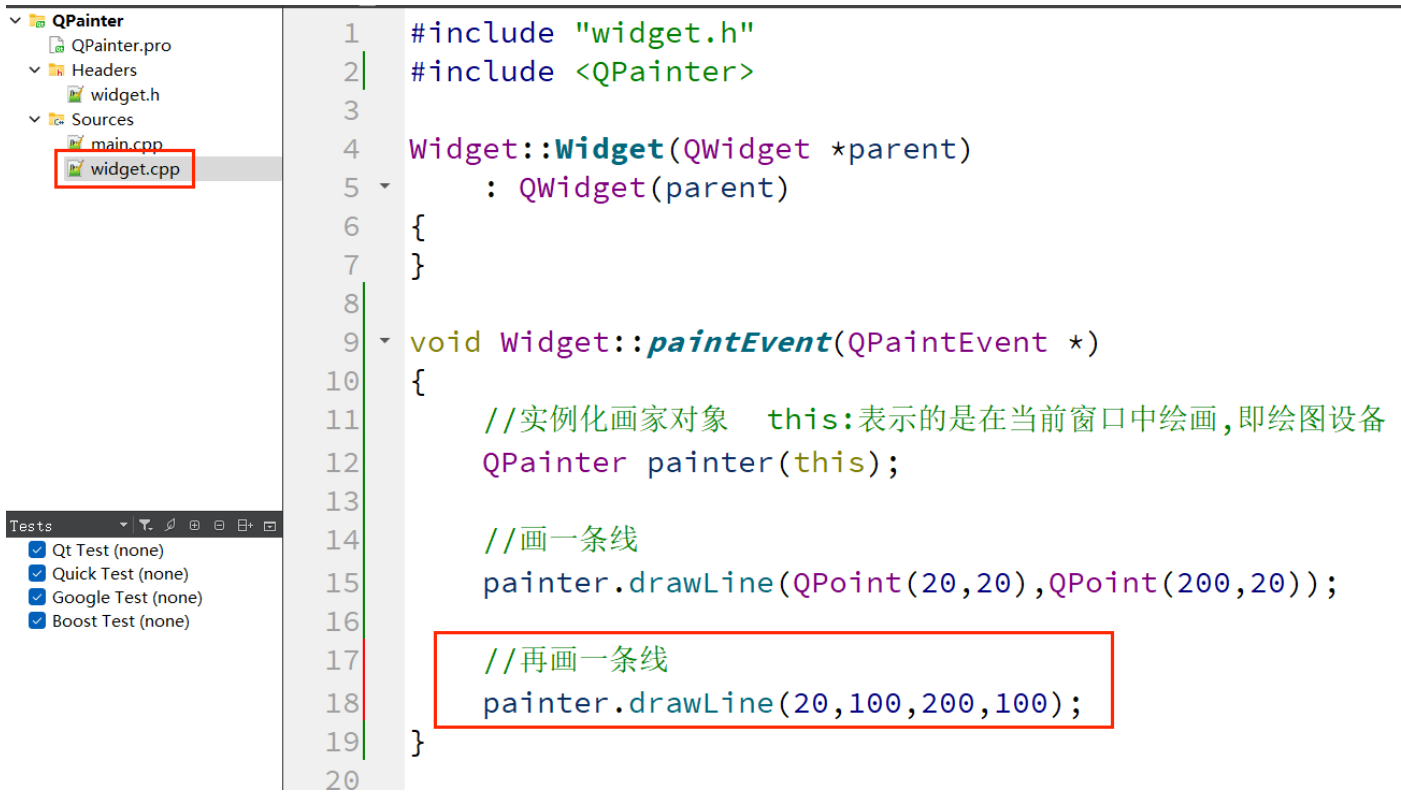 QPainter
QPainter.pro
Headers
widget.h
Sources
main.cpp
widget.cpp
Tests
Qt Test (none)
Quick Test (none)
Google Test (none)
Boost Test (none)
1 #include "widget.h"
2 #include <QPainter>
3
4 Widget::Widget(QWidget *parent)
5     : QWidget(parent)
6 {
7 }
8
9 void Widget::paintEvent(QPaintEvent *)
10 {
11     //实例化画家对象  this:表示的是在当前窗口中绘画,即绘图设备
12     QPainter painter(this);
13
14     //画一条线
15     painter.drawLine(QPoint(20,20),QPoint(200,20));
16
17     //再画一条线
18     painter.drawLine(20,100,200,100);
19 }
20